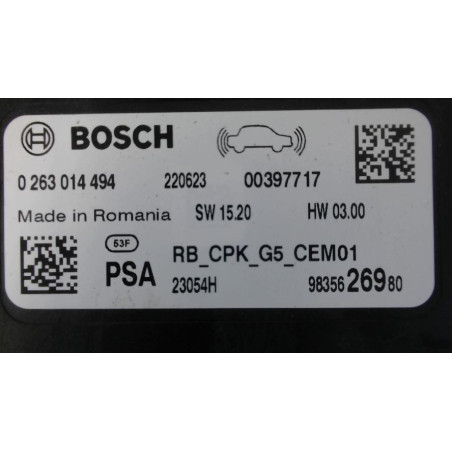 BOSCH
0 263 014 494 220623 00397717
Made in Romania SW 15.20 HW 03.00
53F RB_CPK_G5_CEM01
PSA 23054H 98356 269 80